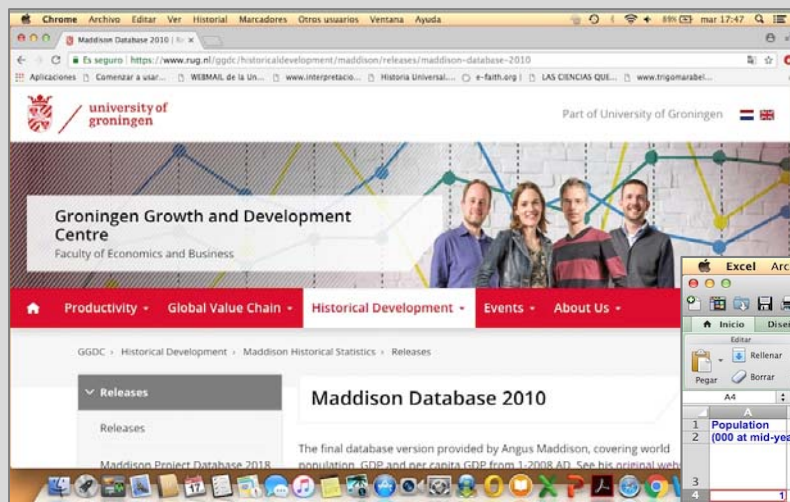 Chrome Archivo Editar Ver Historial Marcadores Otros usuarios Ventana Ayuda 89% mar 17:47
Maddison Database 2010 |
Es seguro | https://www.rug.nl/ggdc/historicaldevelopment/maddison/releases/maddison-database-2010
Aplicaciones Comenzar a usar... WEBMAIL de la Un... www.interpretacio... Historia Universal.... e-faith.org | LAS CIENCIAS QUE... www.trigomarabel...
university of
groningen
Part of University of Groningen
Groningen Growth and Development
Centre
Faculty of Economics and Business
Productivity Global Value Chain Historical Development Events About Us
GGDC › Historical Development › Maddison Historical Statistics › Releases
Releases
Releases
Maddison Project Database 2018
Maddison Database 2010
The final database version provided by Angus Maddison, covering world
population, GDP and per capita GDP from 1-2008 AD. See his original web
Excel Arc
Inicio Dise
Editar
Rellenar
Pegar Borrar
A4
A
1 Population
2 (000 at mid-yea
3
4 1